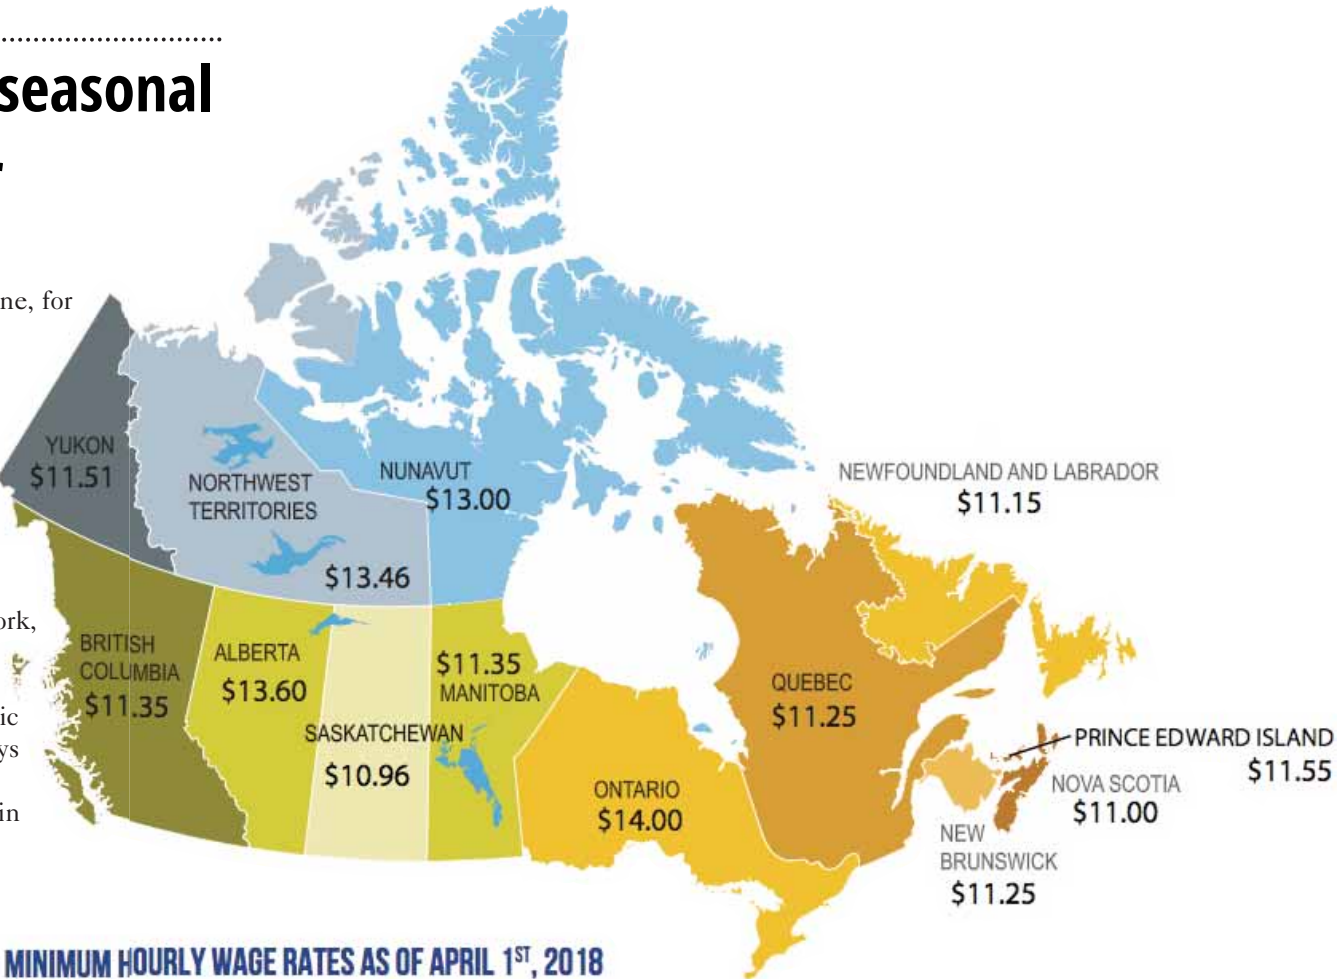 seasonal
ne, for
ork,
ic
ys
in
YUKON
$11.51
NORTHWEST
TERRITORIES
$13.46
NUNAVUT
$13.00
BRITISH
COLUMBIA
$11.35
ALBERTA
$13.60
SASKATCHEWAN
$10.96
$11.35
MANITOBA
ONTARIO
$14.00
QUEBEC
$11.25
NEWFOUNDLAND AND LABRADOR
$11.15
PRINCE EDWARD ISLAND
$11.55
NOVA SCOTIA
$11.00
NEW
BRUNSWICK
$11.25
MINIMUM HOURLY WAGE RATES AS OF APRIL 1ST, 2018